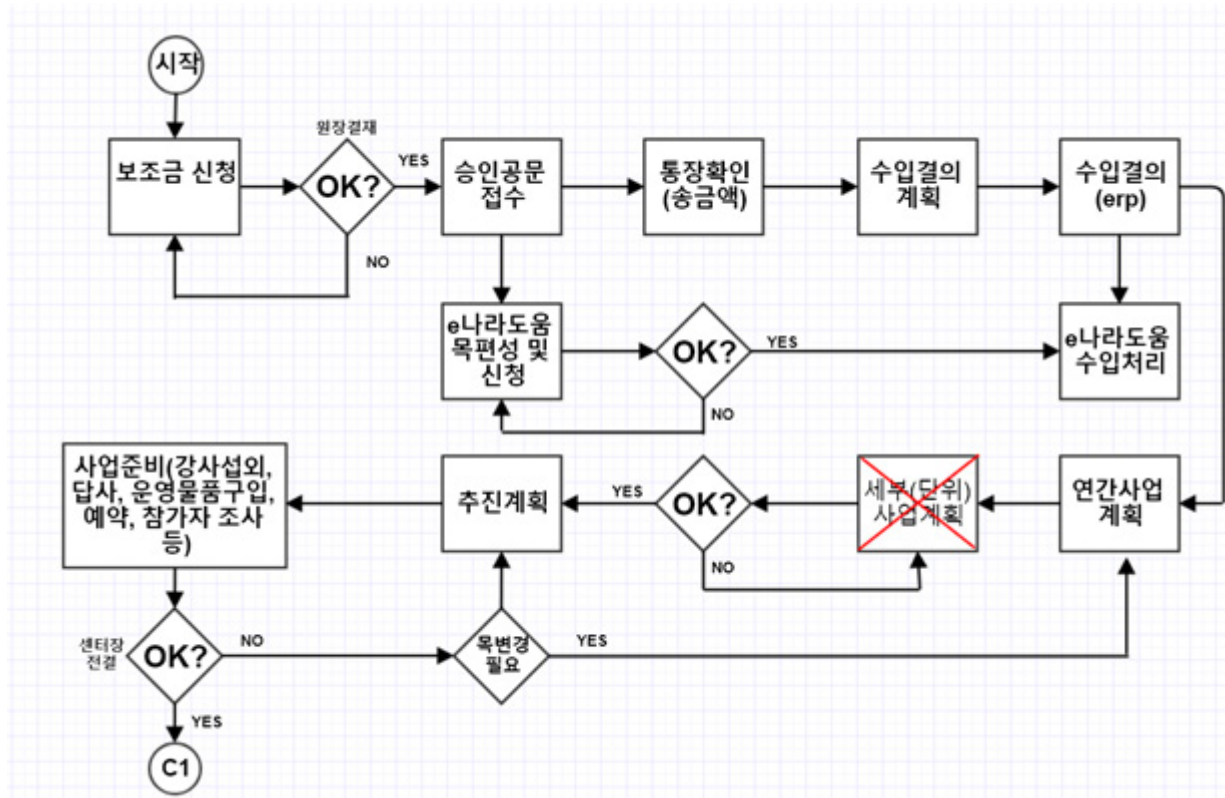 시작
원장결재
보조금 신청
OK?
YES
NO
승인공문
접수
통장확인
(송금액)
수입결의
계획
수입결의
(erp)
e나라도움
목편성 및
신청
OK?
YES
NO
e나라도움
수입처리
사업준비(강사섭외,
답사, 운영물품구입,
예약, 참가자 조사
등)
추진계획
YES
OK?
NO
세부(단위)
사업계획
연간사업
계획
센터장
전결
OK?
NO
YES
목변경
필요
YES
C1